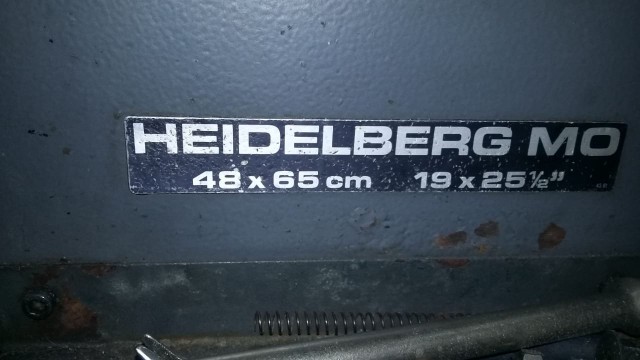 HEIDELBERG MO
48 x 65 cm 19 x 25½"